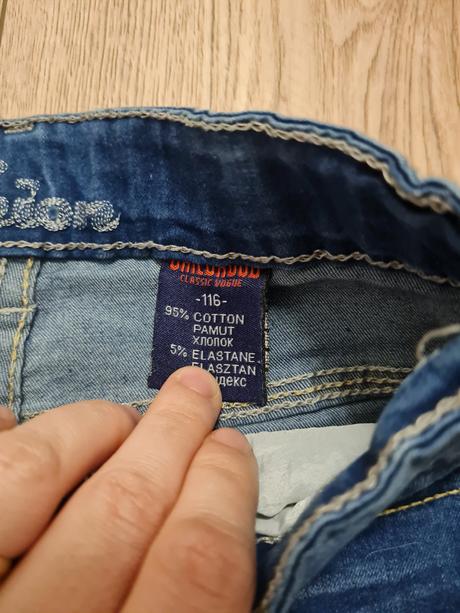 CLASSIC VOGUE
-116-
95% COTTON
PAMUT
ХЛОПОК
5% ELASTANE
ELASZTAN